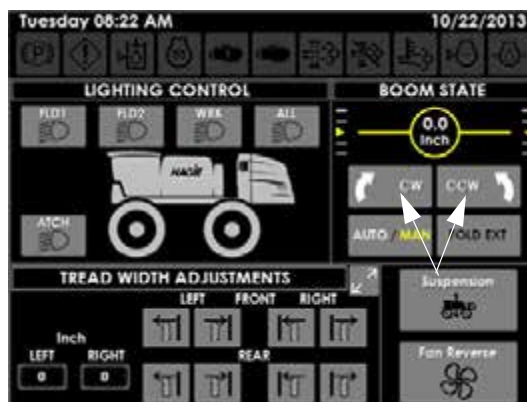 Tuesday 08:22 AM 10/22/2013
(P)
LIGHTING CONTROL BOOM STATE
FLD1 FLD2 WRK ALL
0.0
Inch
HAGIE
CW CCW
ATCH
AUTO / MAN FOLD EXT
TREAD WIDTH ADJUSTMENTS
Suspension
LEFT FRONT RIGHT
Inch
LEFT RIGHT
REAR
Fan Reverse
0 0